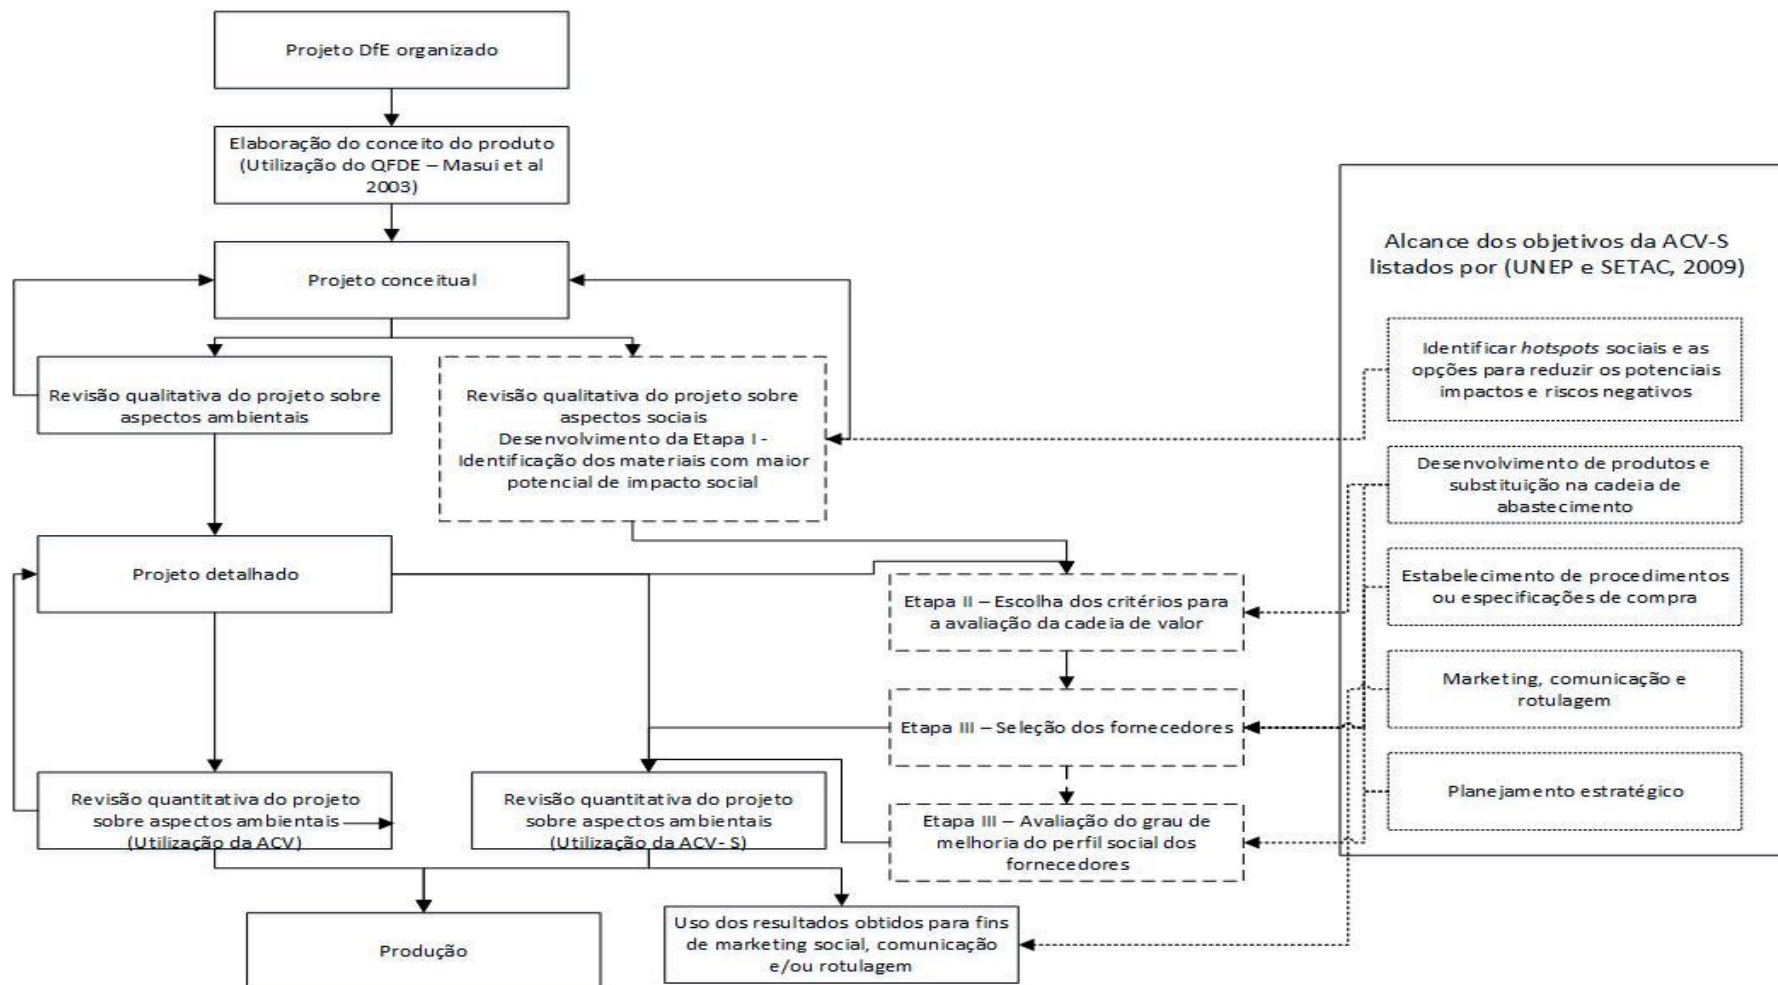 Projeto DfE organizado
Elaboração do conceito do produto
(Utilização do QFDE – Masui et al
2003)
Projeto conceitual
Revisão qualitativa do projeto sobre
aspectos ambientais
Revisão qualitativa do projeto sobre
aspectos sociais
Desenvolvimento da Etapa I -
Identificação dos materiais com maior
potencial de impacto social
Projeto detalhado
Etapa II – Escolha dos critérios para
a avaliação da cadeia de valor
Etapa III – Seleção dos fornecedores
Revisão quantitativa do projeto
sobre aspectos ambientais
(Utilização da ACV)
Revisão quantitativa do projeto
sobre aspectos ambientais
(Utilização da ACV- S)
Etapa III – Avaliação do grau de
melhoria do perfil social dos
fornecedores
Produção
Uso dos resultados obtidos para fins
de marketing social, comunicação
e/ou rotulagem
Alcance dos objetivos da ACV-S
listados por (UNEP e SETAC, 2009)
Identificar hotspots sociais e as
opções para reduzir os potenciais
impactos e riscos negativos
Desenvolvimento de produtos e
substituição na cadeia de
abastecimento
Estabelecimento de procedimentos
ou especificações de compra
Marketing, comunicação e
rotulagem
Planejamento estratégico